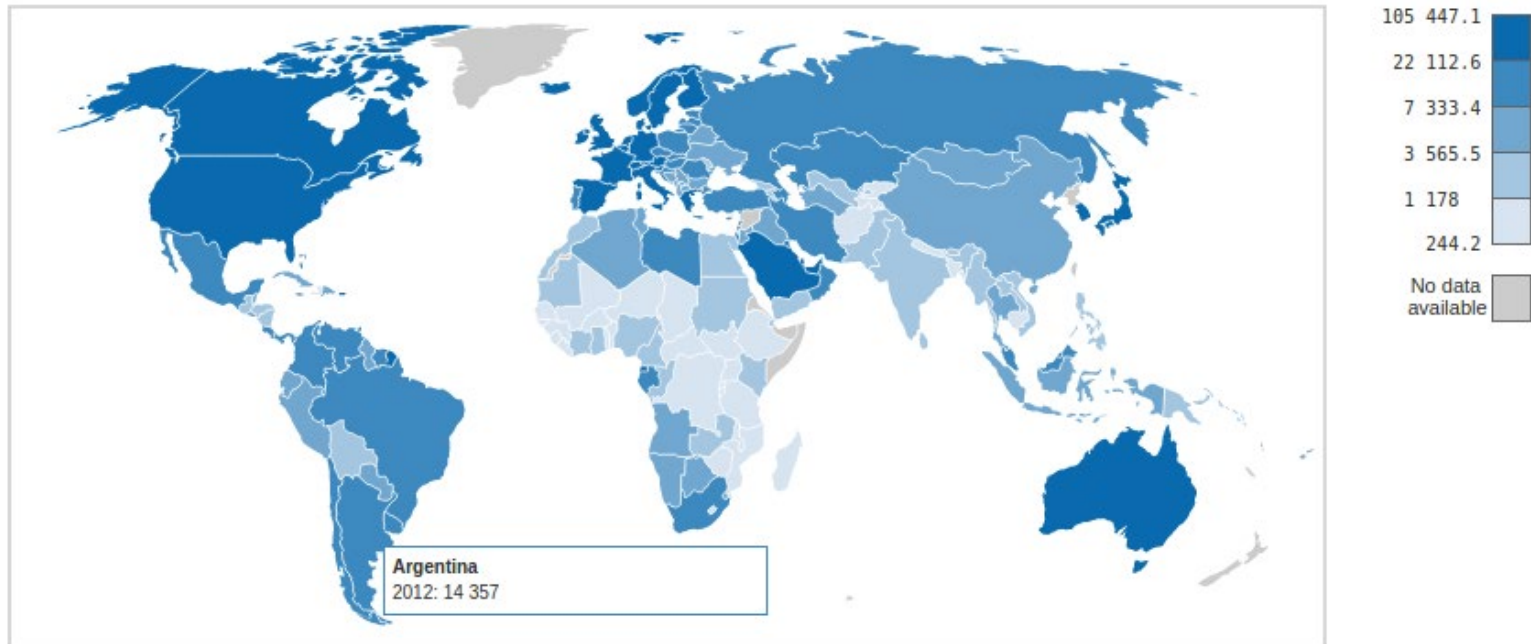 105 447.1
22 112.6
7 333.4
3 565.5
1 178
244.2
No data
available
Argentina
2012: 14 357